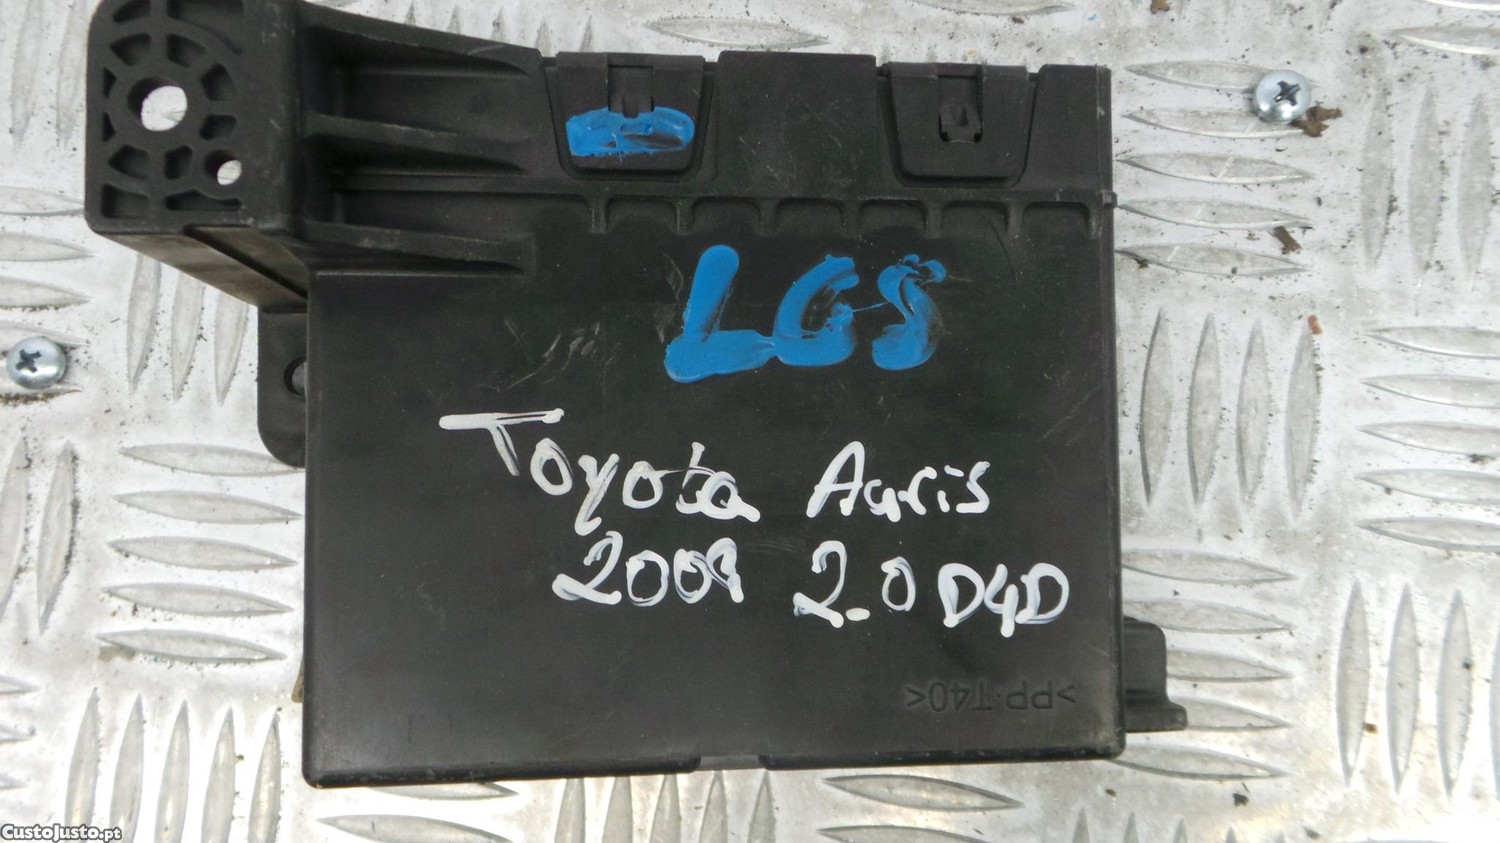 LGS
Toyota Auris
2009 2.0 D4D
>PP-T40<
CustoJusto.pt